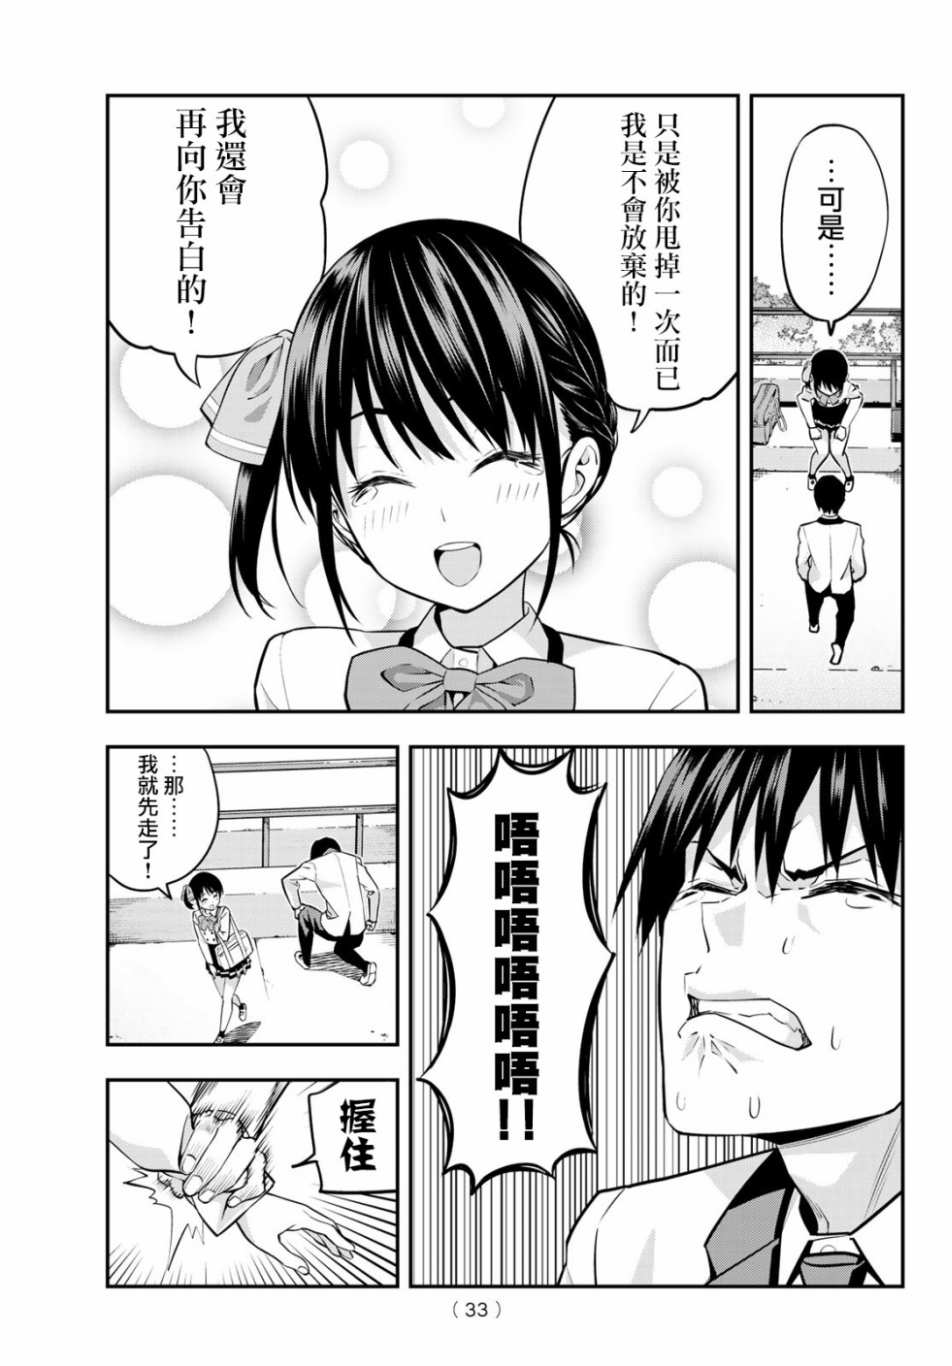 …可是……
只是被你甩掉一次而已
我是不會放棄的！
我還會
再向你告白的！
唔唔唔唔唔唔!!
…那……
我就先走了！
握住
（33）